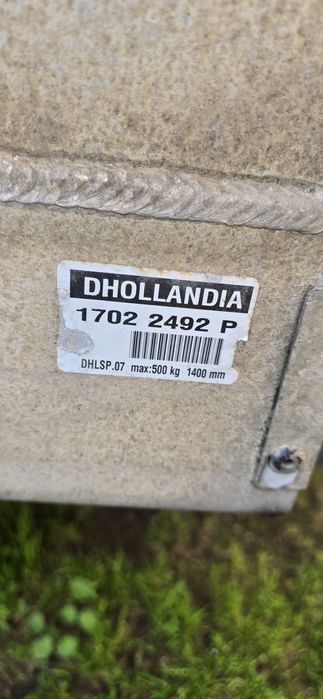 DHOLLANDIA
1702 2492 P
DHLSP.07 max:500 kg 1400 mm